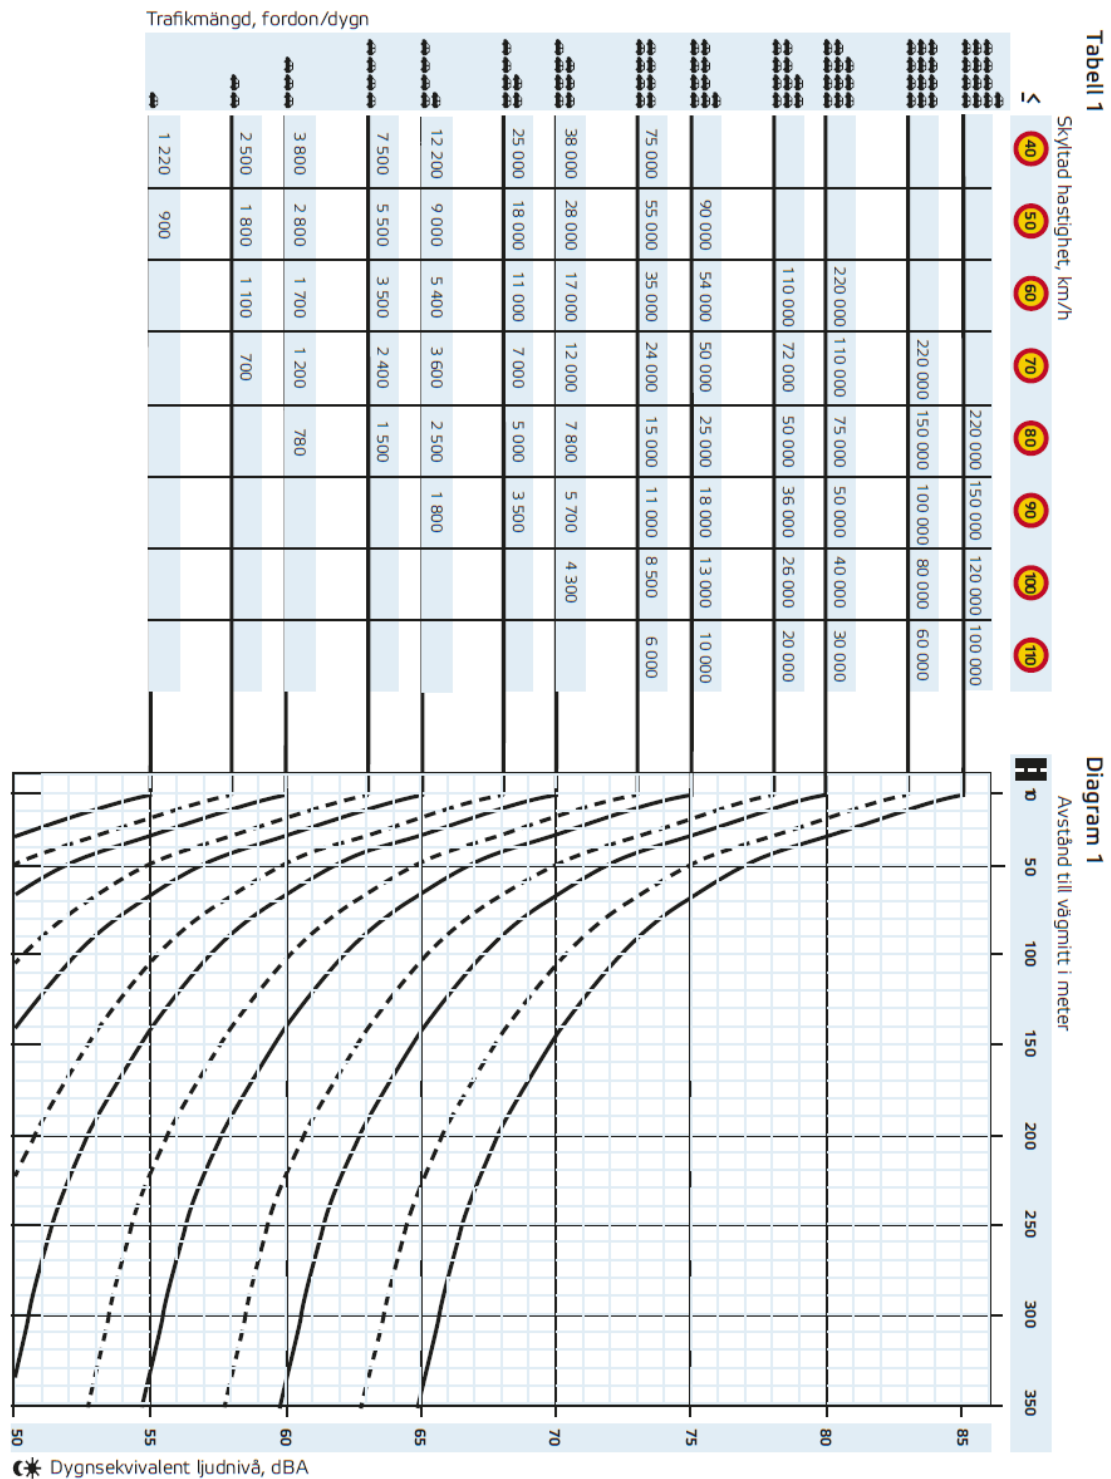 Tabell 1
Skyltad hastighet, km/h
≤ 40 50 60 70 80 90 100 110
220 000 150 000 120 000 100 000
220 000 150 000 100 000 80 000 60 000
220 000 110 000 75 000 50 000 40 000 30 000
110 000 72 000 50 000 36 000 26 000 20 000
90 000 54 000 50 000 25 000 18 000 13 000 10 000
75 000 55 000 35 000 24 000 15 000 11 000 8 500 6 000
38 000 28 000 17 000 12 000 7 800 5 700 4 300
25 000 18 000 11 000 7 000 5 000 3 500
12 200 9 000 5 400 3 600 2 500 1 800
7 500 5 500 3 500 2 400 1 500
3 800 2 800 1 700 1 200 780
2 500 1 800 1 100 700
1 220 900
Trafikmängd, fordon/dygn
Diagram 1
Avstånd till vägmitt i meter
10 50 100 150 200 250 300 350
85
80
75
70
65
60
55
50
Dygnsekvivalent ljudnivå, dBA